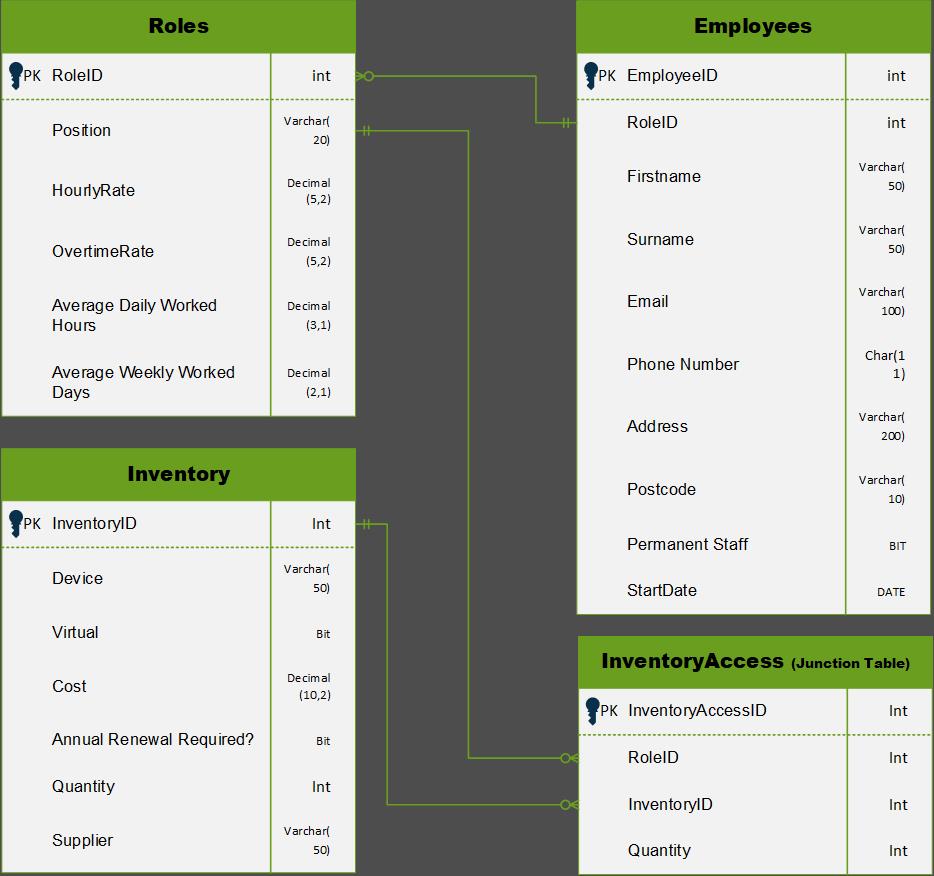 Roles
PK RoleID int
Position Varchar(
20)
HourlyRate Decimal
(5,2)
OvertimeRate Decimal
(5,2)
Average Daily Worked
Hours Decimal
(3,1)
Average Weekly Worked
Days Decimal
(2,1)
Employees
PK EmployeeID int
RoleID int
Firstname Varchar(
50)
Surname Varchar(
50)
Email Varchar(
100)
Phone Number Char(1
1)
Address Varchar(
200)
Postcode Varchar(
10)
Permanent Staff BIT
StartDate DATE
Inventory
PK InventoryID Int
Device Varchar(
50)
Virtual Bit
Cost Decimal
(10,2)
Annual Renewal Required? Bit
Quantity Int
Supplier Varchar(
50)
InventoryAccess (Junction Table)
PK InventoryAccessID Int
RoleID Int
InventoryID Int
Quantity Int